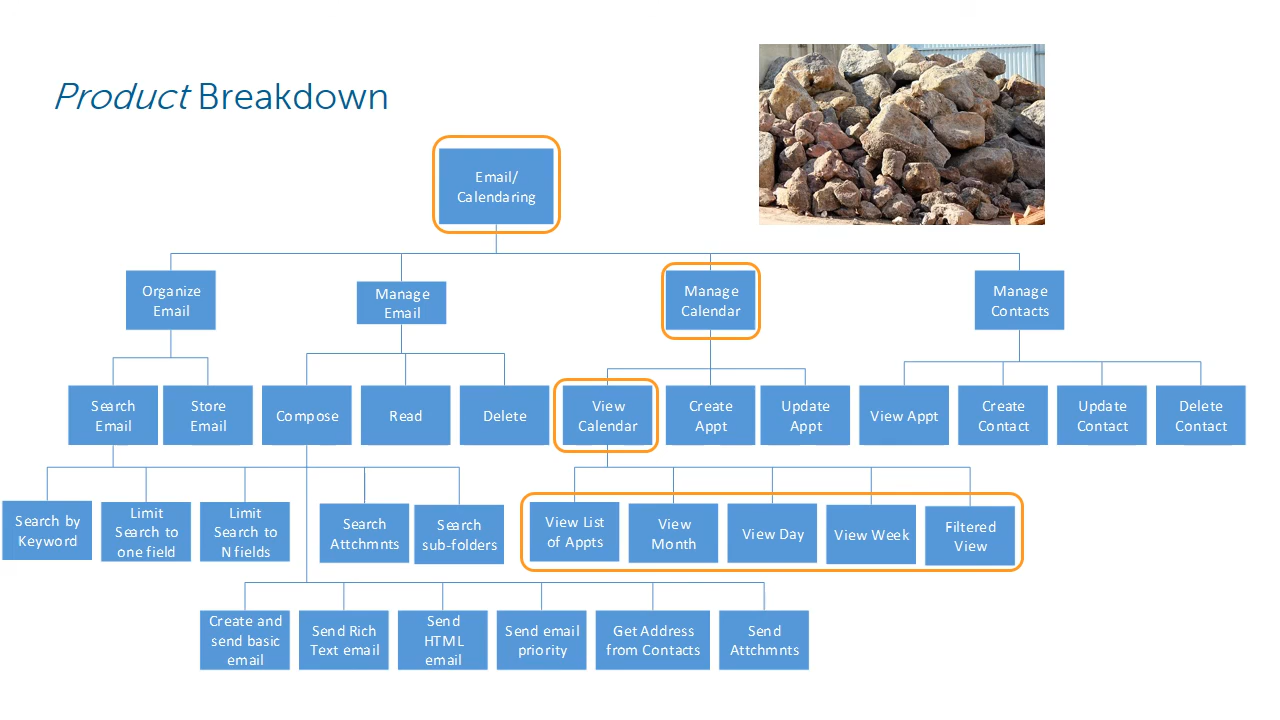 Product Breakdown
Email/
Calendaring
Organize
Email
Manage
Email
Manage
Calendar
Manage
Contacts
Search
Email
Store
Email
Compose
Read
Delete
View
Calendar
Create
Appt
Update
Appt
View Appt
Create
Contact
Update
Contact
Delete
Contact
Search by
Keyword
Limit
Search to
one field
Limit
Search to
N fields
Search
Attchmnts
Search
sub-folders
View List
of Appts
View
Month
View Day
View Week
Filtered
View
Create and
send basic
email
Send Rich
Text email
Send
HTML
email
Send email
priority
Get Address
from Contacts
Send
Attchmnts